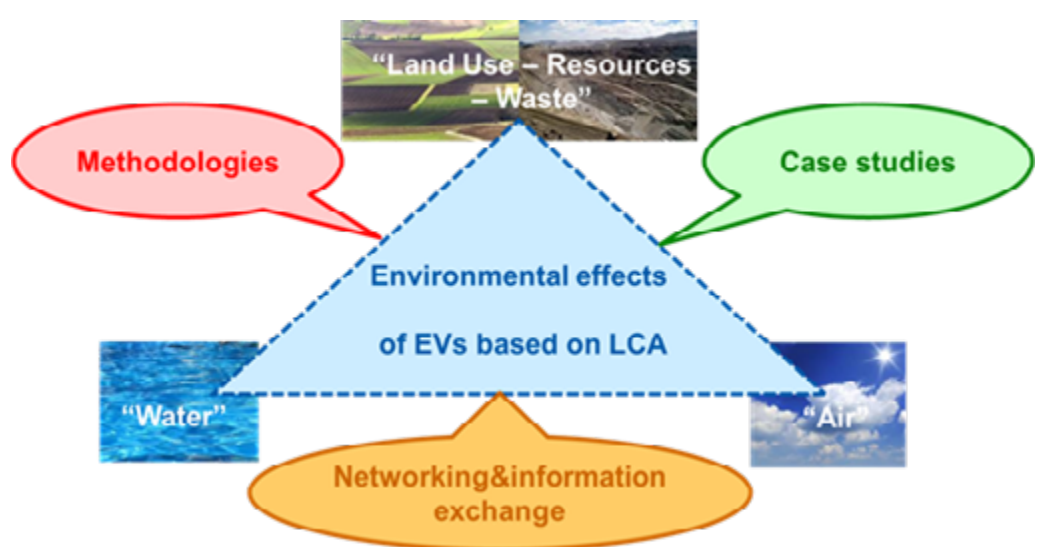 “Land Use – Resources
– Waste”
Methodologies
Case studies
Environmental effects
of EVs based on LCA
“Water”
“Air”
Networking&information
exchange